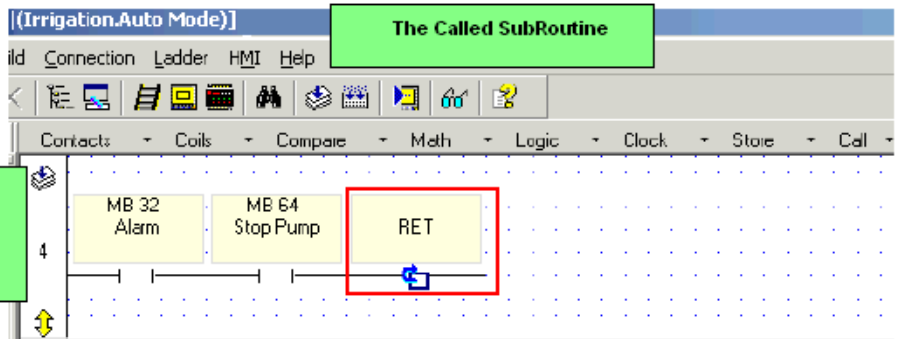 (Irrigation.Auto Mode)]
The Called SubRoutine
ild Connection Ladder HMI Help
Contacts Coils Compare Math Logic Clock Store Call
MB 32 MB 64
Alarm Stop Pump RET
4